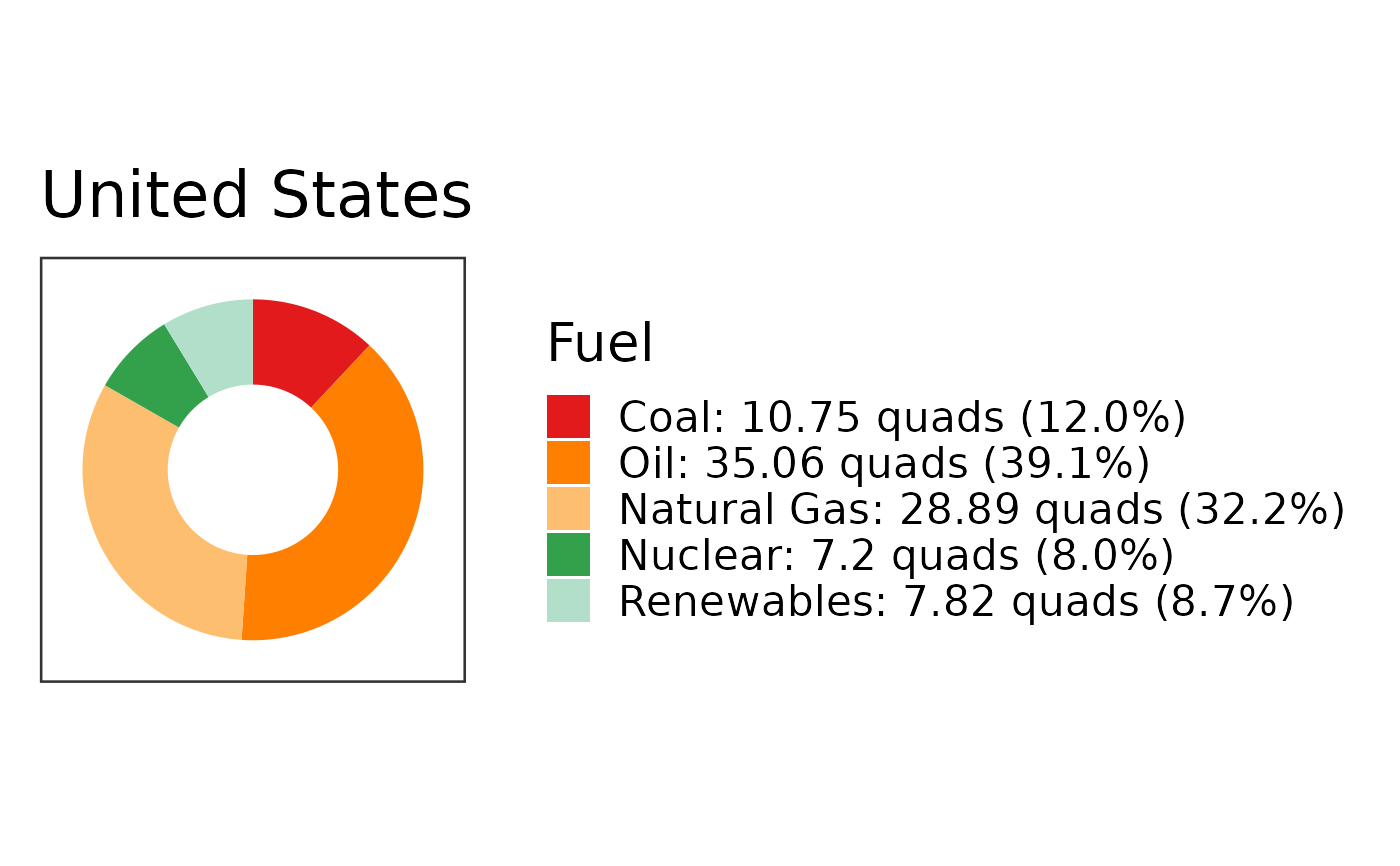 United States
Fuel
Coal: 10.75 quads (12.0%)
Oil: 35.06 quads (39.1%)
Natural Gas: 28.89 quads (32.2%)
Nuclear: 7.2 quads (8.0%)
Renewables: 7.82 quads (8.7%)